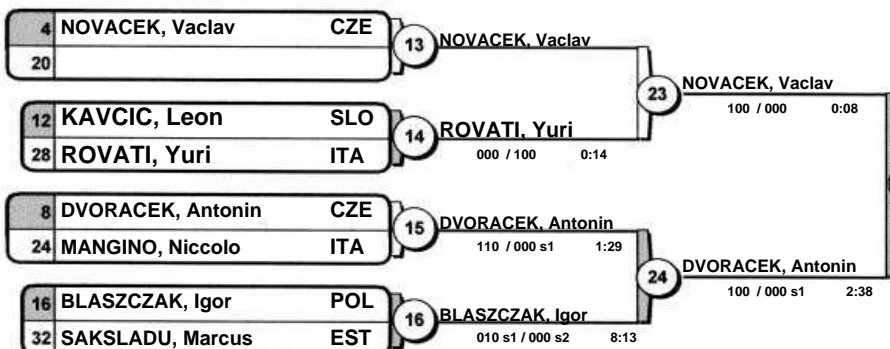 4 NOVACEK, Vaclav CZE
20
13 NOVACEK, Vaclav
12 KAVCIC, Leon SLO
28 ROVATI, Yuri ITA
14 ROVATI, Yuri
000 / 100 0:14
23 NOVACEK, Vaclav
100 / 000 0:08
8 DVORACEK, Antonin CZE
24 MANGINO, Niccolo ITA
15 DVORACEK, Antonin
110 / 000 s1 1:29
16 BLASZCZAK, Igor POL
32 SAKSLADU, Marcus EST
16 BLASZCZAK, Igor
010 s1 / 000 s2 8:13
24 DVORACEK, Antonin
100 / 000 s1 2:38